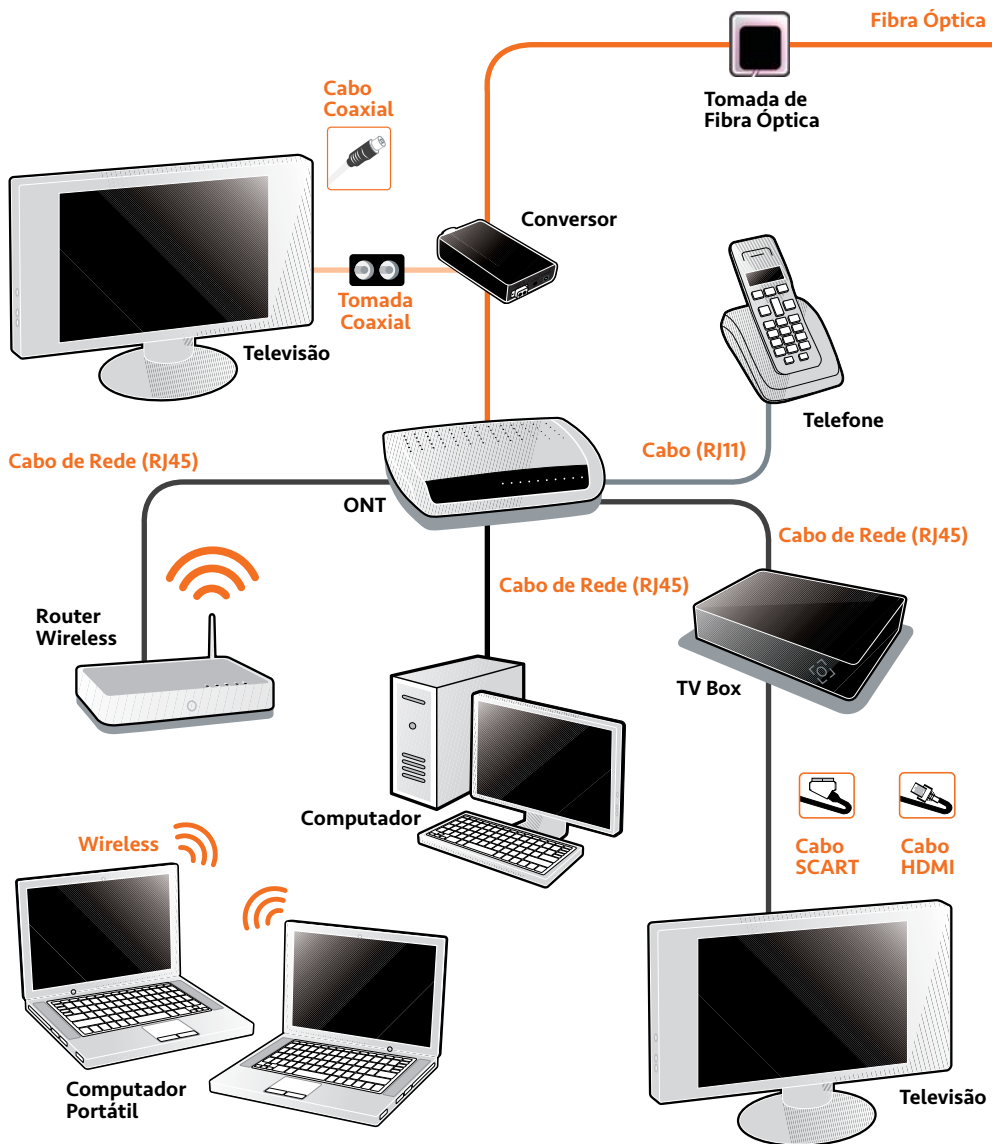 Fibra Óptica
Tomada de
Fibra Óptica
Cabo
Coaxial
Conversor
Tomada
Coaxial
Televisão
Telefone
Cabo (RJ11)
Cabo de Rede (RJ45)
ONT
Cabo de Rede (RJ45)
Cabo de Rede (RJ45)
Router
Wireless
TV Box
Computador
Wireless
Cabo
SCART
Cabo
HDMI
Computador
Portátil
Televisão